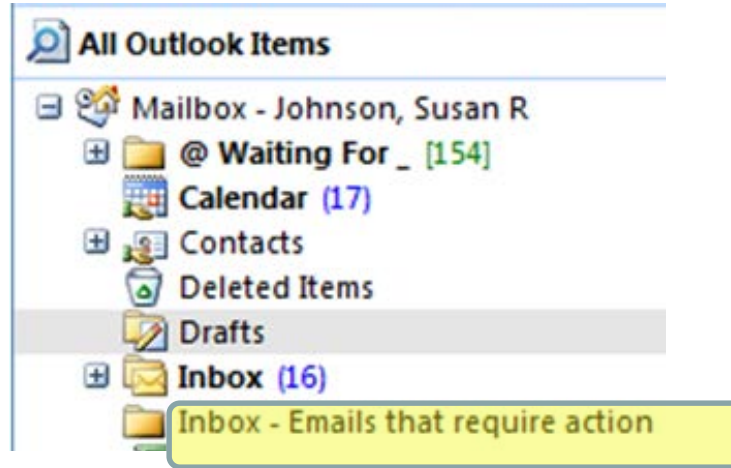 All Outlook Items
Mailbox - Johnson, Susan R
@ Waiting For _ [154]
Calendar (17)
Contacts
Deleted Items
Drafts
Inbox (16)
Inbox - Emails that require action